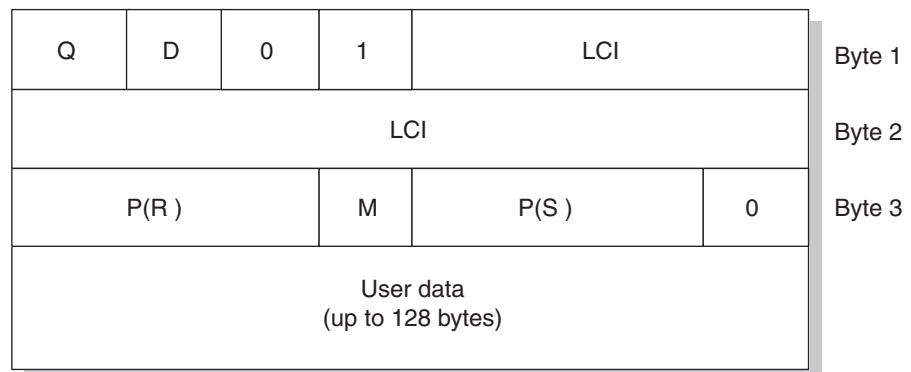 Q D 0 1 LCI Byte 1
LCI Byte 2
P(R ) M P(S ) 0 Byte 3
User data
(up to 128 bytes)